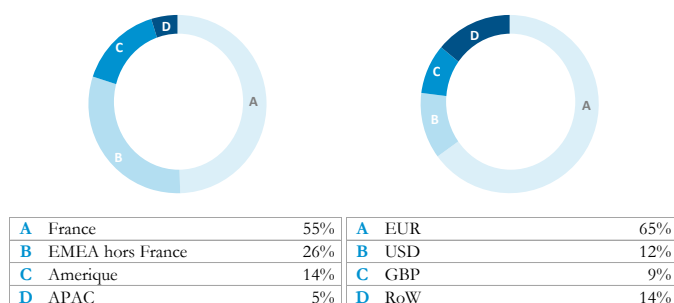 D
C
A
B
D
C
B
A
A France 55%
B EMEA hors France 26%
C Amerique 14%
D APAC 5%
A EUR 65%
B USD 12%
C GBP 9%
D RoW 14%